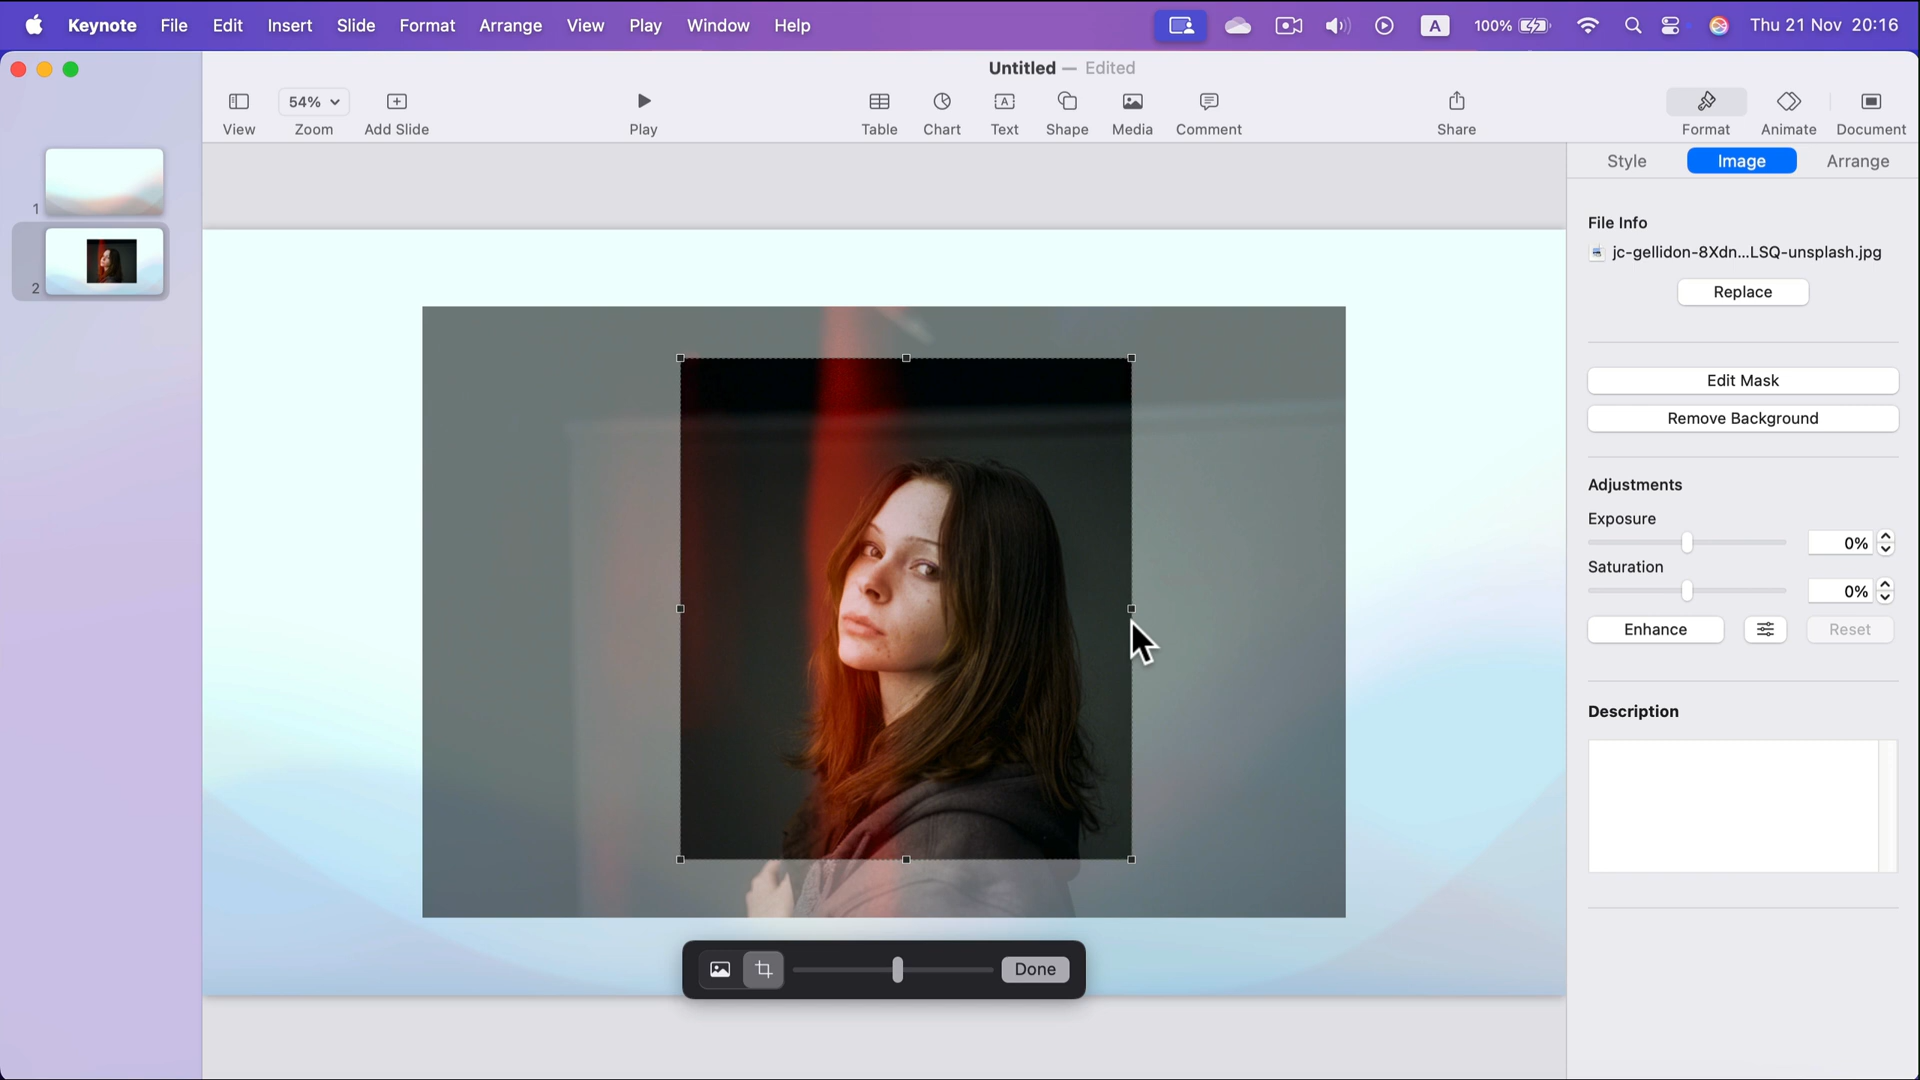 Keynote File Edit Insert Slide Format Arrange View Play Window Help A 100% Thu 21 Nov 20:16
Untitled — Edited
54%
View Zoom Add Slide Play Table Chart Text Shape Media Comment Share Format Animate Document
Style Image Arrange
1
2
File Info
jc-gellidon-8Xdn...LSQ-unsplash.jpg
Replace
Edit Mask
Remove Background
Adjustments
Exposure
0%
Saturation
0%
Enhance Reset
Description
Done